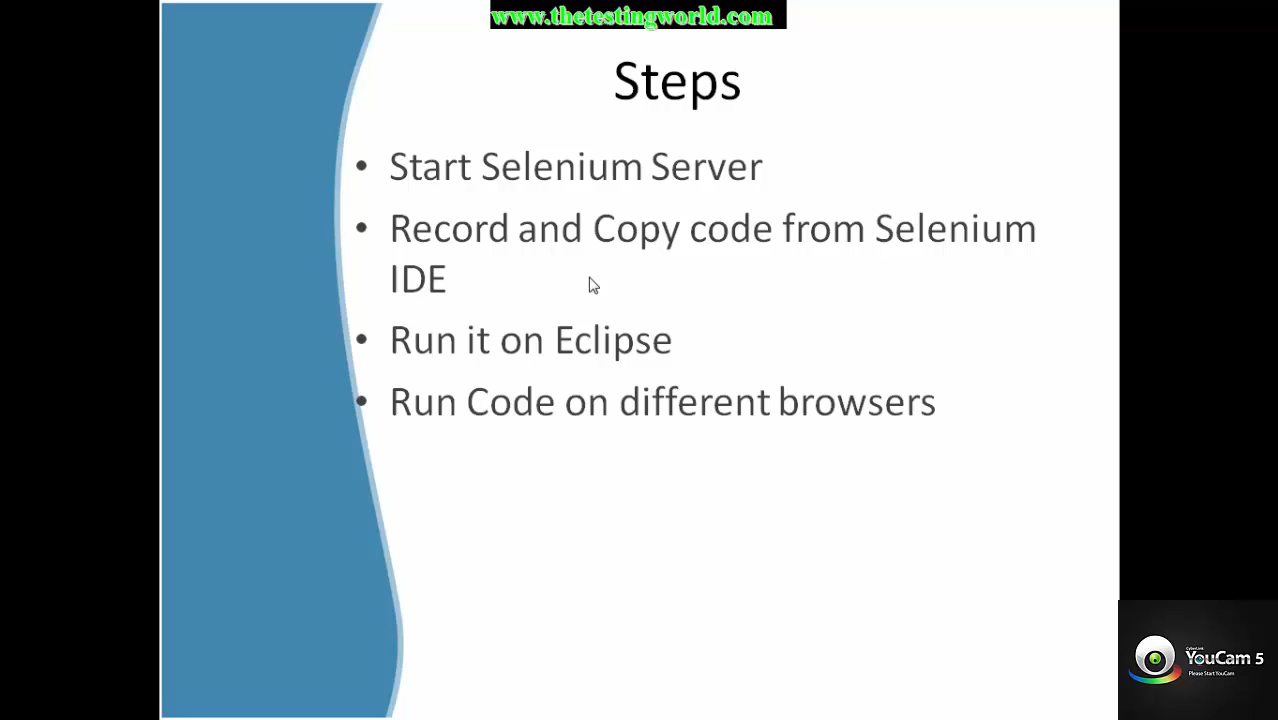 www.thetestingworld.com
Steps
• Start Selenium Server
• Record and Copy code from Selenium
IDE
• Run it on Eclipse
• Run Code on different browsers
CyberLink
YouCam 5
Please Start YouCam